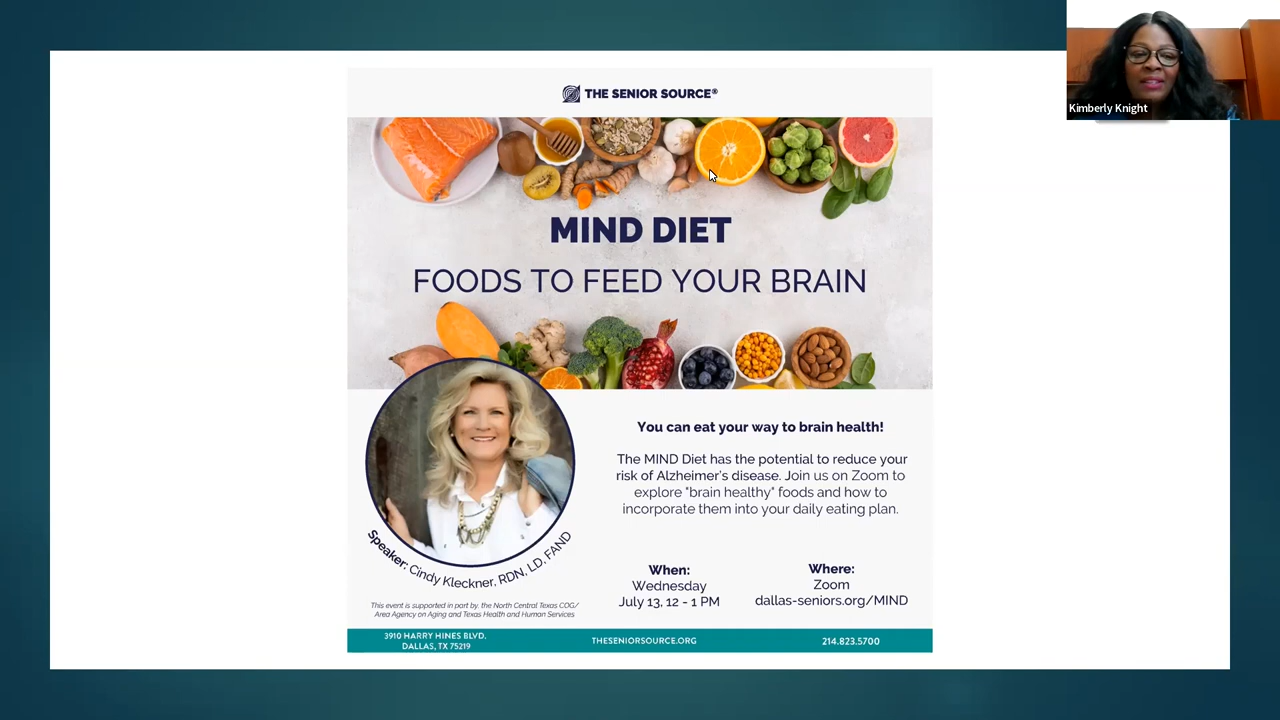 Kimberly Knight
THE SENIOR SOURCE®
MIND DIET
FOODS TO FEED YOUR BRAIN
You can eat your way to brain health!
The MIND Diet has the potential to reduce your
risk of Alzheimer's disease. Join us on Zoom to
explore "brain healthy" foods and how to
incorporate them into your daily eating plan.
Speaker: Cindy Kleckner, RDN, LD, FAND
This event is supported in part by, the North Central Texas COG/
Area Agency on Aging and Texas Health and Human Services
When:
Wednesday
July 13, 12 - 1 PM
Where:
Zoom
dallas-seniors.org/MIND
3910 HARRY HINES BLVD.
DALLAS, TX 75219
THESENIORSOURCE.ORG
214.823.5700